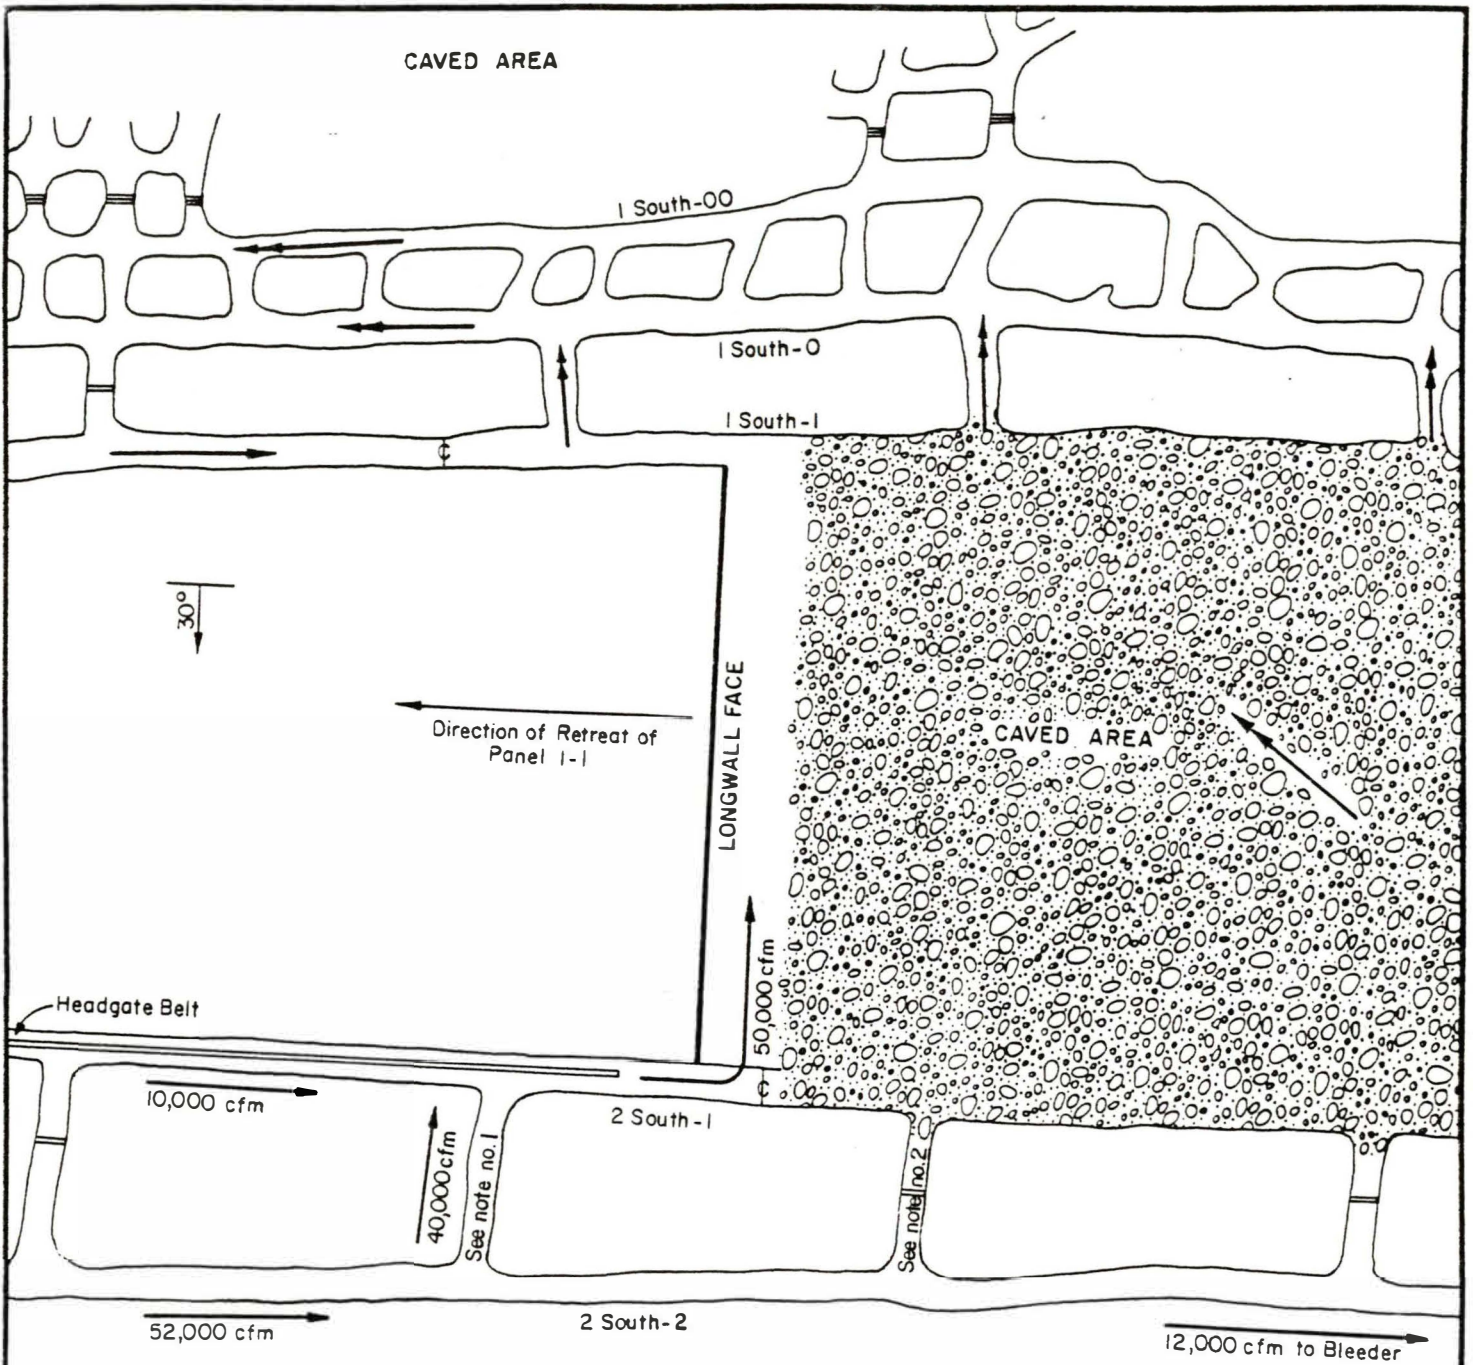 CAVED AREA
1 South-00
1 South-0
1 South-1
C
30°
LONGWALL FACE
Direction of Retreat of
Panel 1-1
CAVED AREA
50,000 cfm
Headgate Belt
10,000 cfm
C
2 South-1
40,000cfm
See note no.1
See note no.2
52,000 cfm
2 South-2
12,000 cfm to Bleeder